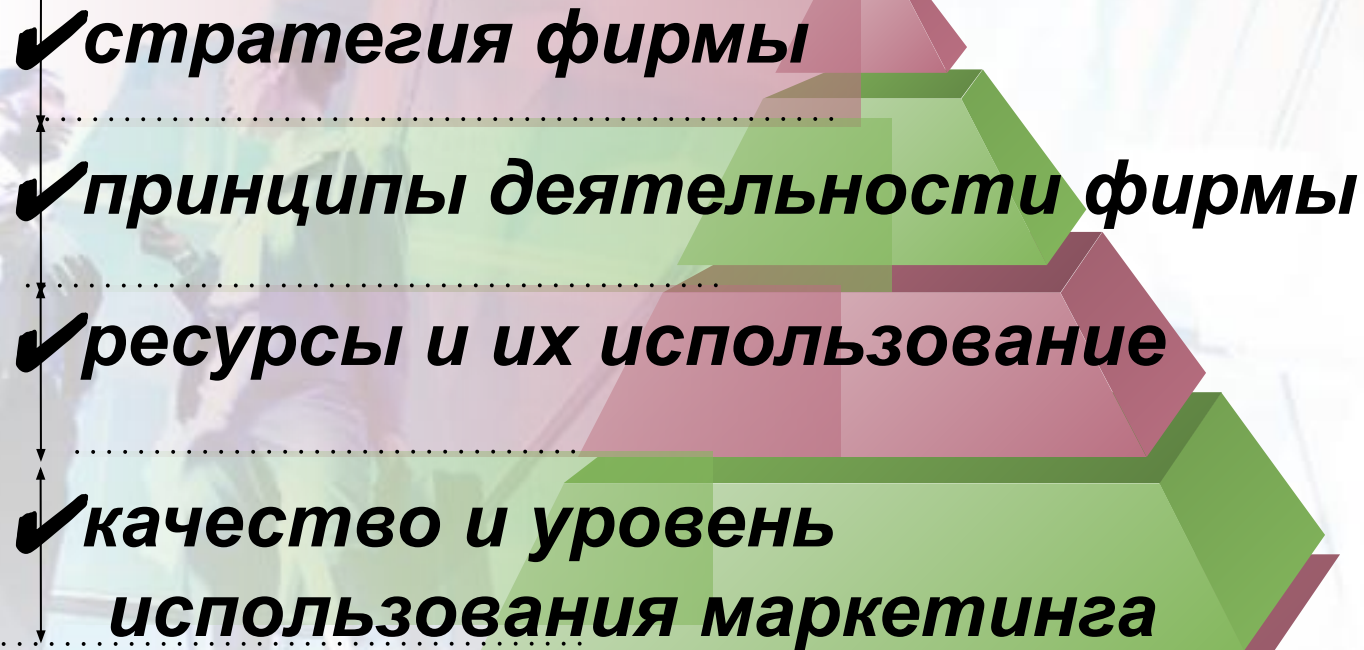 ✔стратегия фирмы
✔принципы деятельности фирмы
✔ресурсы и их использование
✔качество и уровень
использования маркетинга